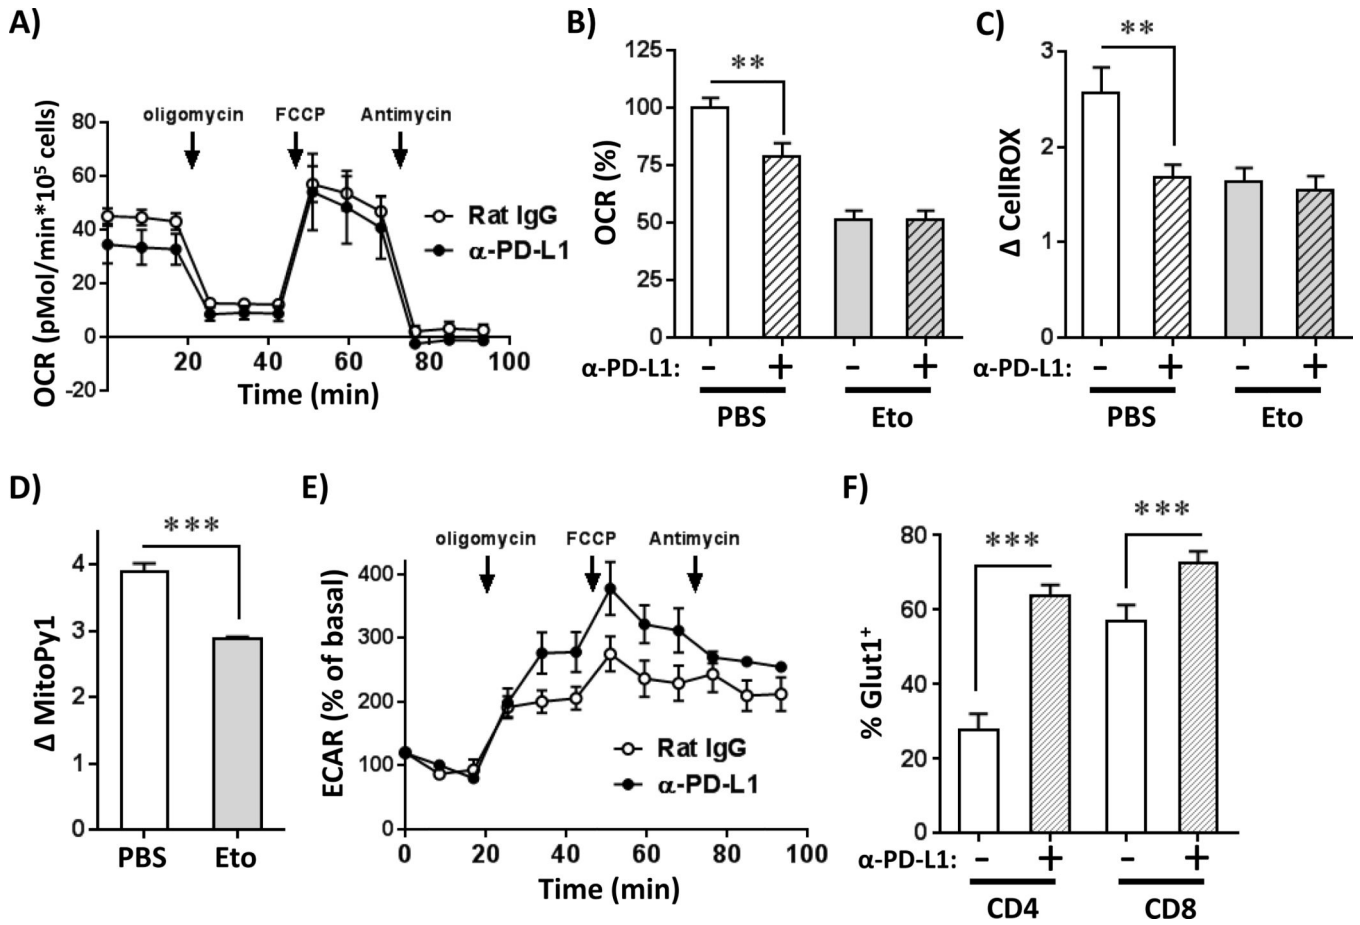 A)
oligomycin FCCP Antimycin
OCR (pMol/min*10⁵ cells)
80
60
40
20
0
-20
20 40 60 80 100
Time (min)
Rat IgG
α-PD-L1
B)
OCR (%)
125
100
75
50
25
0
**
α-PD-L1: - + - +
PBS Eto
C)
Δ CellROX
3
2
1
0
**
α-PD-L1: - + - +
PBS Eto
D)
Δ MitoPy1
4
3
2
1
0
***
PBS Eto
E)
oligomycin FCCP Antimycin
ECAR (% of basal)
400
300
200
100
0
0 20 40 60 80 100
Time (min)
Rat IgG
α-PD-L1
F)
% Glut1⁺
80
60
40
20
0
*** ***
α-PD-L1: - + - +
CD4 CD8